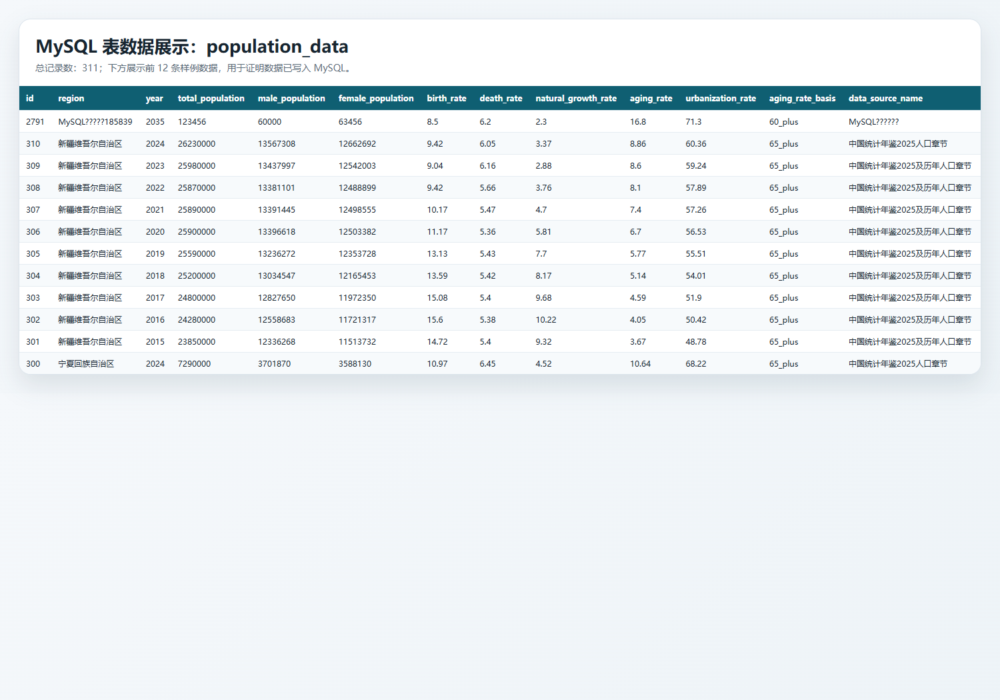 MySQL 表数据展示：population_data
总记录数：311；下方展示前 12 条样例数据，用于证明数据已写入 MySQL。
id region year total_population male_population female_population birth_rate death_rate natural_growth_rate aging_rate urbanization_rate aging_rate_basis data_source_name
2791 MySQL?????185839 2035 123456 60000 63456 8.5 6.2 2.3 16.8 71.3 60_plus MySQL??????
310 新疆维吾尔自治区 2024 26230000 13567308 12662692 9.42 6.05 3.37 8.86 60.36 65_plus 中国统计年鉴2025人口章节
309 新疆维吾尔自治区 2023 25980000 13437997 12542003 9.04 6.16 2.88 8.6 59.24 65_plus 中国统计年鉴2025及历年人口章节
308 新疆维吾尔自治区 2022 25870000 13381101 12488899 9.42 5.66 3.76 8.1 57.89 65_plus 中国统计年鉴2025及历年人口章节
307 新疆维吾尔自治区 2021 25890000 13391445 12498555 10.17 5.47 4.7 7.4 57.26 65_plus 中国统计年鉴2025及历年人口章节
306 新疆维吾尔自治区 2020 25900000 13396618 12503382 11.17 5.36 5.81 6.7 56.53 65_plus 中国统计年鉴2025及历年人口章节
305 新疆维吾尔自治区 2019 25590000 13236272 12353728 13.13 5.43 7.7 5.77 55.51 65_plus 中国统计年鉴2025及历年人口章节
304 新疆维吾尔自治区 2018 25200000 13034547 12165453 13.59 5.42 8.17 5.14 54.01 65_plus 中国统计年鉴2025及历年人口章节
303 新疆维吾尔自治区 2017 24800000 12827650 11972350 15.08 5.4 9.68 4.59 51.9 65_plus 中国统计年鉴2025及历年人口章节
302 新疆维吾尔自治区 2016 24280000 12558683 11721317 15.6 5.38 10.22 4.05 50.42 65_plus 中国统计年鉴2025及历年人口章节
301 新疆维吾尔自治区 2015 23850000 12336268 11513732 14.72 5.4 9.32 3.67 48.78 65_plus 中国统计年鉴2025及历年人口章节
300 宁夏回族自治区 2024 7290000 3701870 3588130 10.97 6.45 4.52 10.64 68.22 65_plus 中国统计年鉴2025人口章节